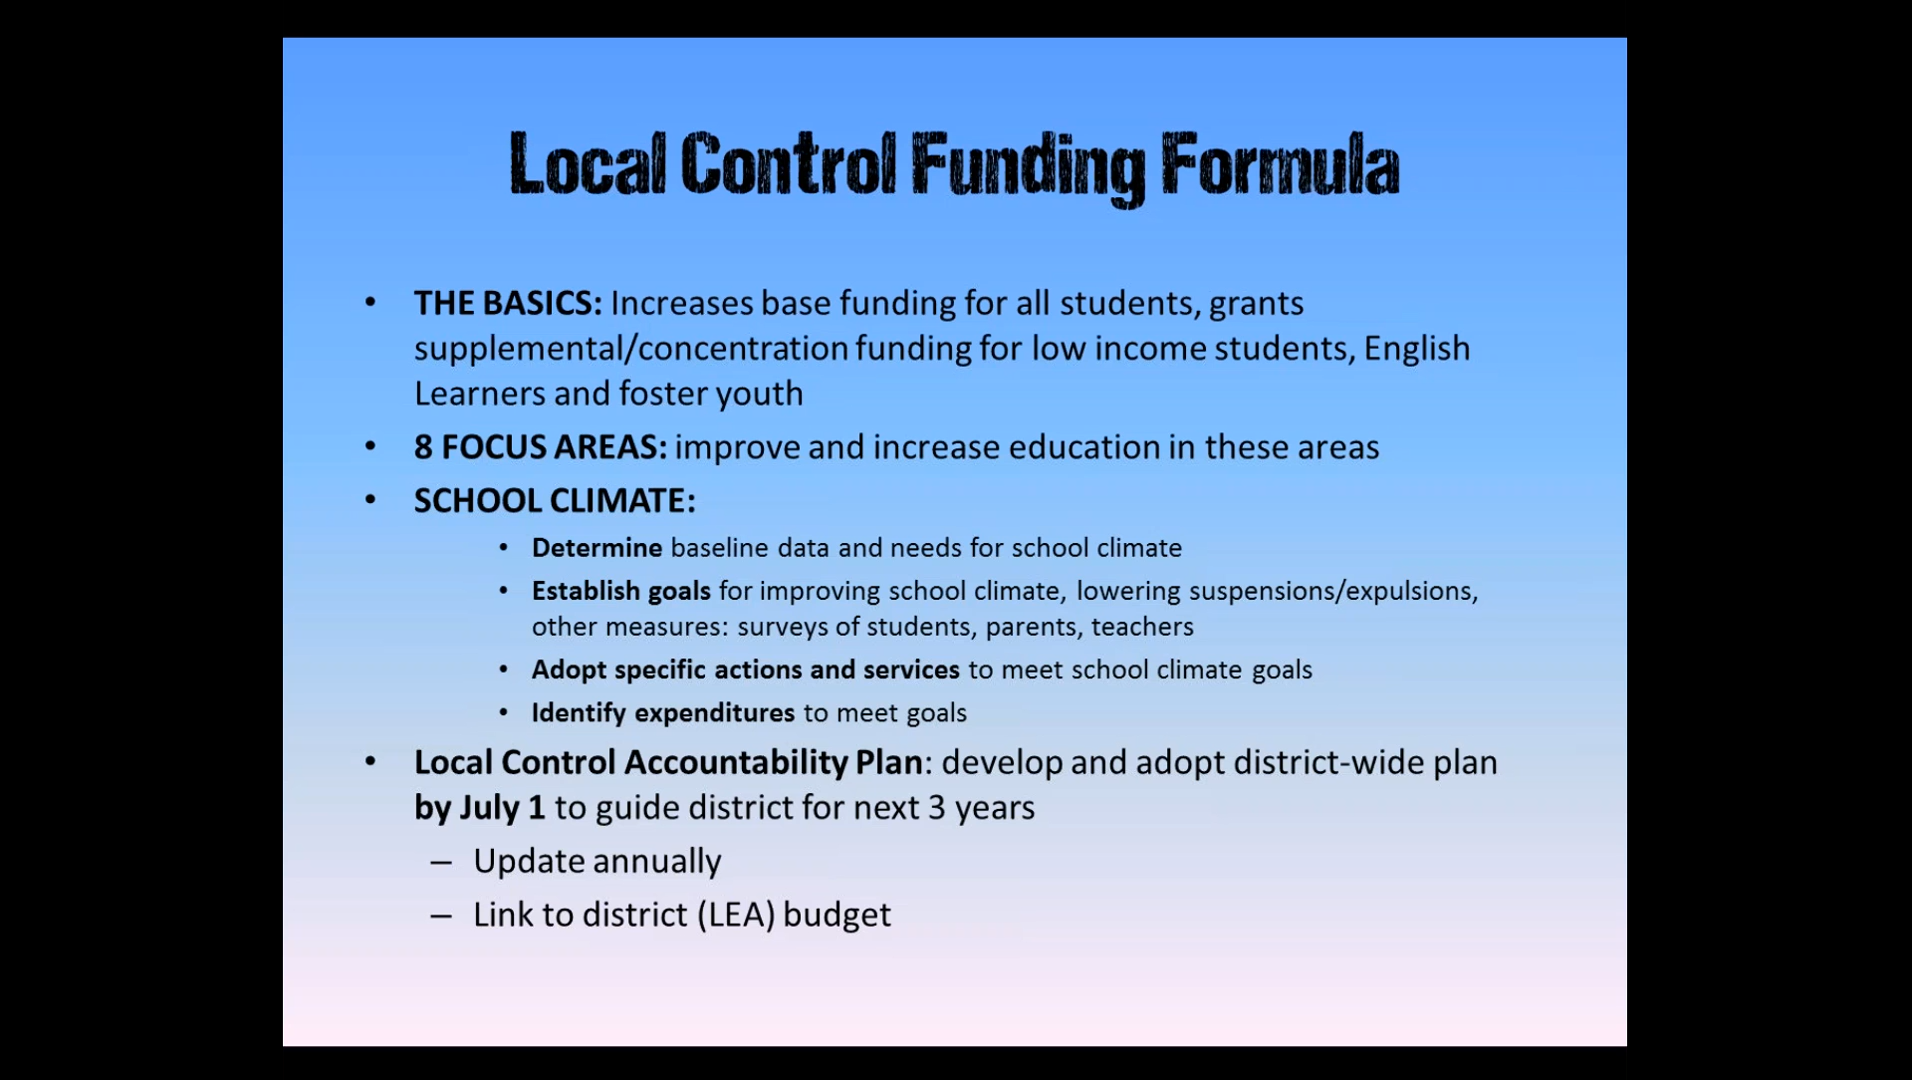 Local Control Funding Formula
• THE BASICS: Increases base funding for all students, grants
supplemental/concentration funding for low income students, English
Learners and foster youth
• 8 FOCUS AREAS: improve and increase education in these areas
• SCHOOL CLIMATE:
• Determine baseline data and needs for school climate
• Establish goals for improving school climate, lowering suspensions/expulsions,
other measures: surveys of students, parents, teachers
• Adopt specific actions and services to meet school climate goals
• Identify expenditures to meet goals
• Local Control Accountability Plan: develop and adopt district-wide plan
by July 1 to guide district for next 3 years
– Update annually
– Link to district (LEA) budget